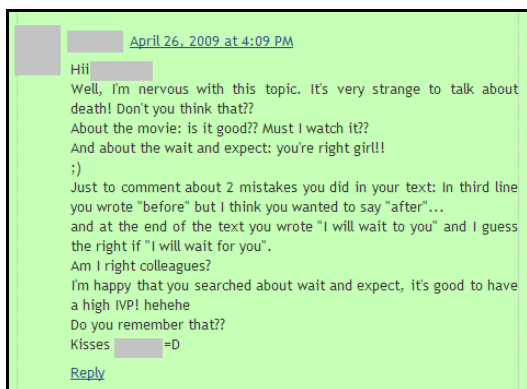 April 26, 2009 at 4:09 PM
Hii
Well, I'm nervous with this topic. It's very strange to talk about
death! Don't you think that??
About the movie: is it good?? Must I watch it??
And about the wait and expect: you're right girl!!
;)
Just to comment about 2 mistakes you did in your text: In third line
you wrote "before" but I think you wanted to say "after"...
and at the end of the text you wrote "I will wait to you" and I guess
the right if "I will wait for you".
Am I right colleagues?
I'm happy that you searched about wait and expect, it's good to have
a high IVP! hehehe
Do you remember that??
Kisses =D
Reply